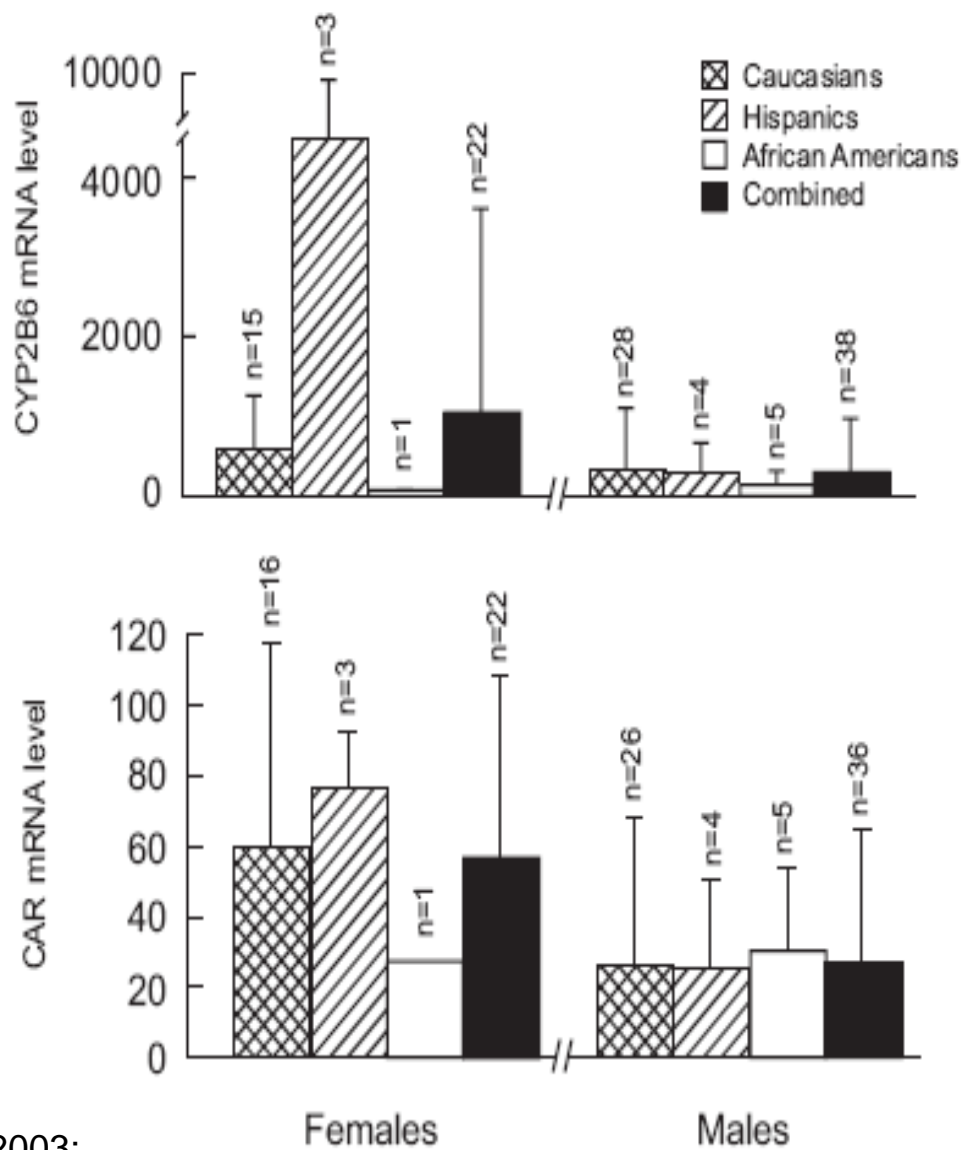 CYP2B6 mRNA level
10000
4000
2000
0
n=15
n=3
n=1
n=22
n=28
n=4
n=5
n=38
Caucasians
Hispanics
African Americans
Combined
CAR mRNA level
120
100
80
60
40
20
0
n=16
n=3
n=1
n=22
n=26
n=4
n=5
n=36
Females
Males
2003;